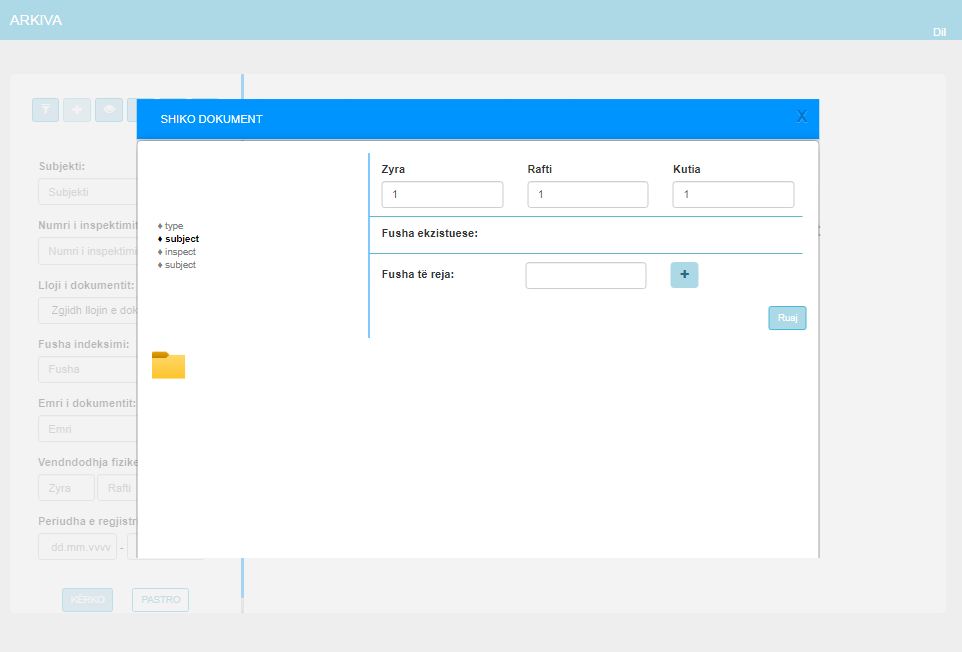 ARKIVA
Dil
SHIKO DOKUMENT
X
Subjekti:
Subjekti
Numri i inspektimit
Numri i inspektimi
Lloji i dokumentit:
Zgjidh llojin e dok
Fusha indeksimi:
Fusha
Emri i dokumentit:
Emri
Vendndodhja fizike
Zyra
Rafti
Periudha e regjistr
dd.mm.vvvv
-
KËRKO
PASTRO
♦ type
♦ subject
♦ inspect
♦ subject
Zyra
Rafti
Kutia
1
1
1
Fusha ekzistuese:
Fusha të reja:
+
Ruaj